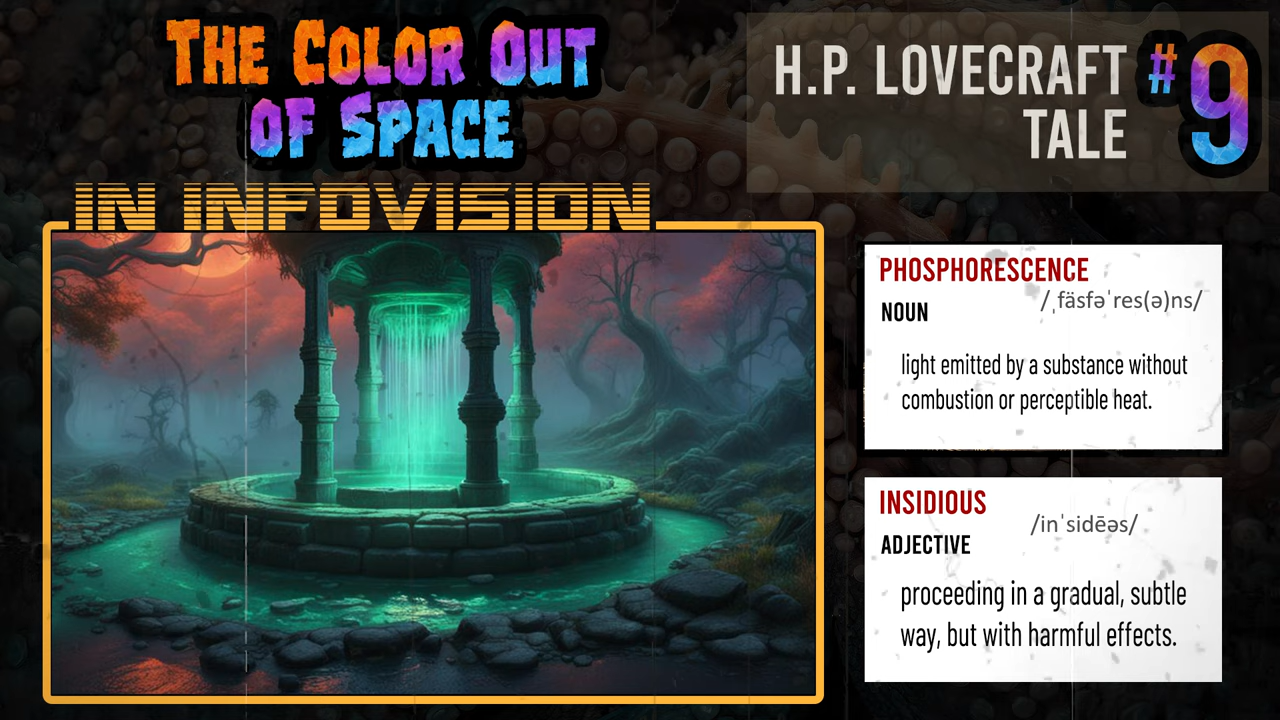 The Color Out
of Space
IN INFOVISION
H.P. LOVECRAFT
TALE
#9
PHOSPHORESCENCE
NOUN
/ˌfäsfəˈres(ə)ns/
light emitted by a substance without
combustion or perceptible heat.
INSIDIOUS
ADJECTIVE
/inˈsidēəs/
proceeding in a gradual, subtle
way, but with harmful effects.